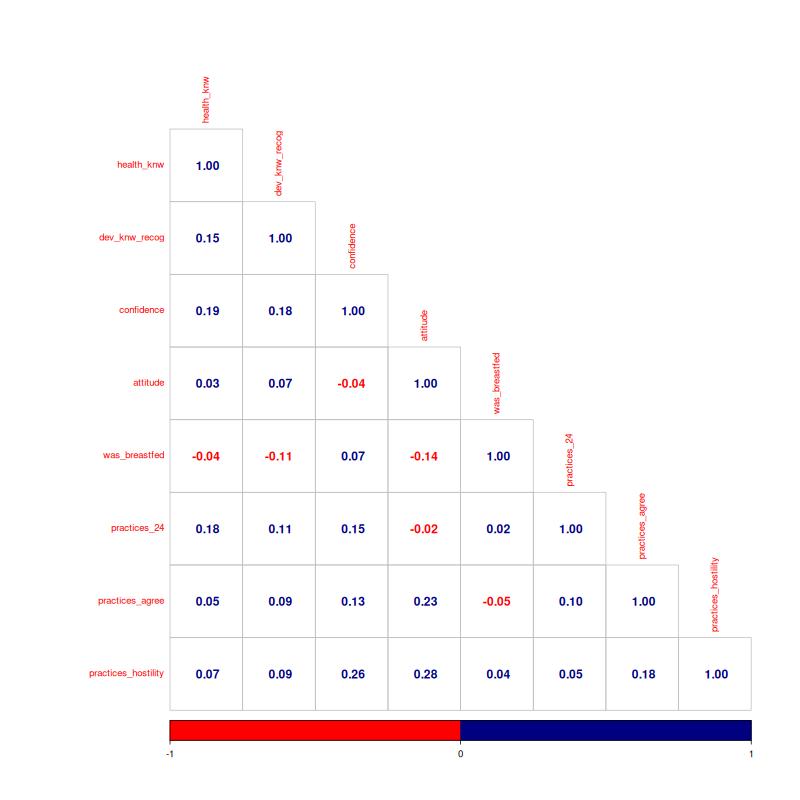 health_knw
health_knw 1.00 dev_knw_recog
dev_knw_recog 0.15 1.00 confidence
confidence 0.19 0.18 1.00 attitude
attitude 0.03 0.07 -0.04 1.00 was_breastfed
was_breastfed -0.04 -0.11 0.07 -0.14 1.00 practices_24
practices_24 0.18 0.11 0.15 -0.02 0.02 1.00 practices_agree
practices_agree 0.05 0.09 0.13 0.23 -0.05 0.10 1.00 practices_hostility
practices_hostility 0.07 0.09 0.26 0.28 0.04 0.05 0.18 1.00
-1 0 1